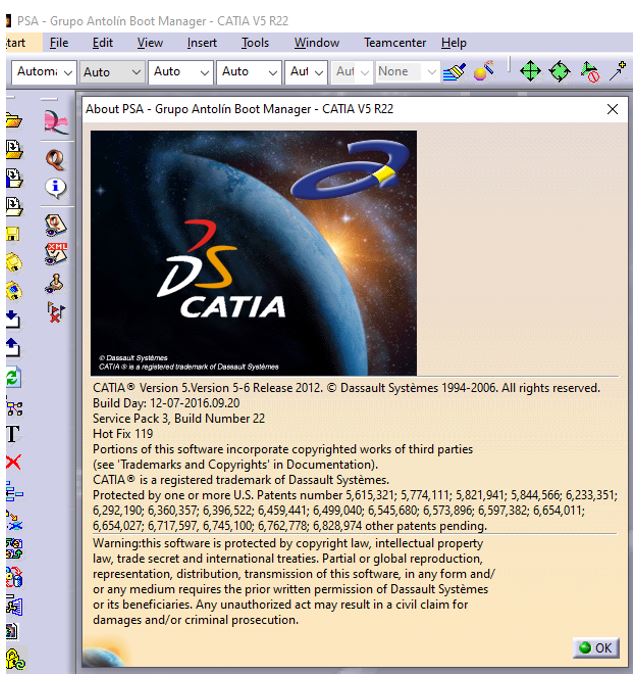 PSA - Grupo Antolín Boot Manager - CATIA V5 R22
tart File Edit View Insert Tools Window Teamcenter Help
Automa Auto Auto Auto Aut Aut None
About PSA - Grupo Antolín Boot Manager - CATIA V5 R22
DS
CATIA
© Dassault Systèmes
CATIA ® is a registered trademark of Dassault Systèmes
XML
CATIA® Version 5.Version 5-6 Release 2012. © Dassault Systèmes 1994-2006. All rights reserved.
Build Day: 12-07-2016.09.20
Service Pack 3, Build Number 22
Hot Fix 119
Portions of this software incorporate copyrighted works of third parties
(see 'Trademarks and Copyrights' in Documentation).
CATIA® is a registered trademark of Dassault Systèmes.
Protected by one or more U.S. Patents number 5,615,321; 5,774,111; 5,821,941; 5,844,566; 6,233,351;
6,292,190; 6,360,357; 6,396,522; 6,459,441; 6,499,040; 6,545,680; 6,573,896; 6,597,382; 6,654,011;
6,654,027; 6,717,597; 6,745,100; 6,762,778; 6,828,974 other patents pending.
Warning:this software is protected by copyright law, intellectual property
law, trade secret and international treaties. Partial or global reproduction,
representation, distribution, transmission of this software, in any form and/
or any medium requires the prior written permission of Dassault Systèmes
or its beneficiaries. Any unauthorized act may result in a civil claim for
damages and/or criminal prosecution.
OK